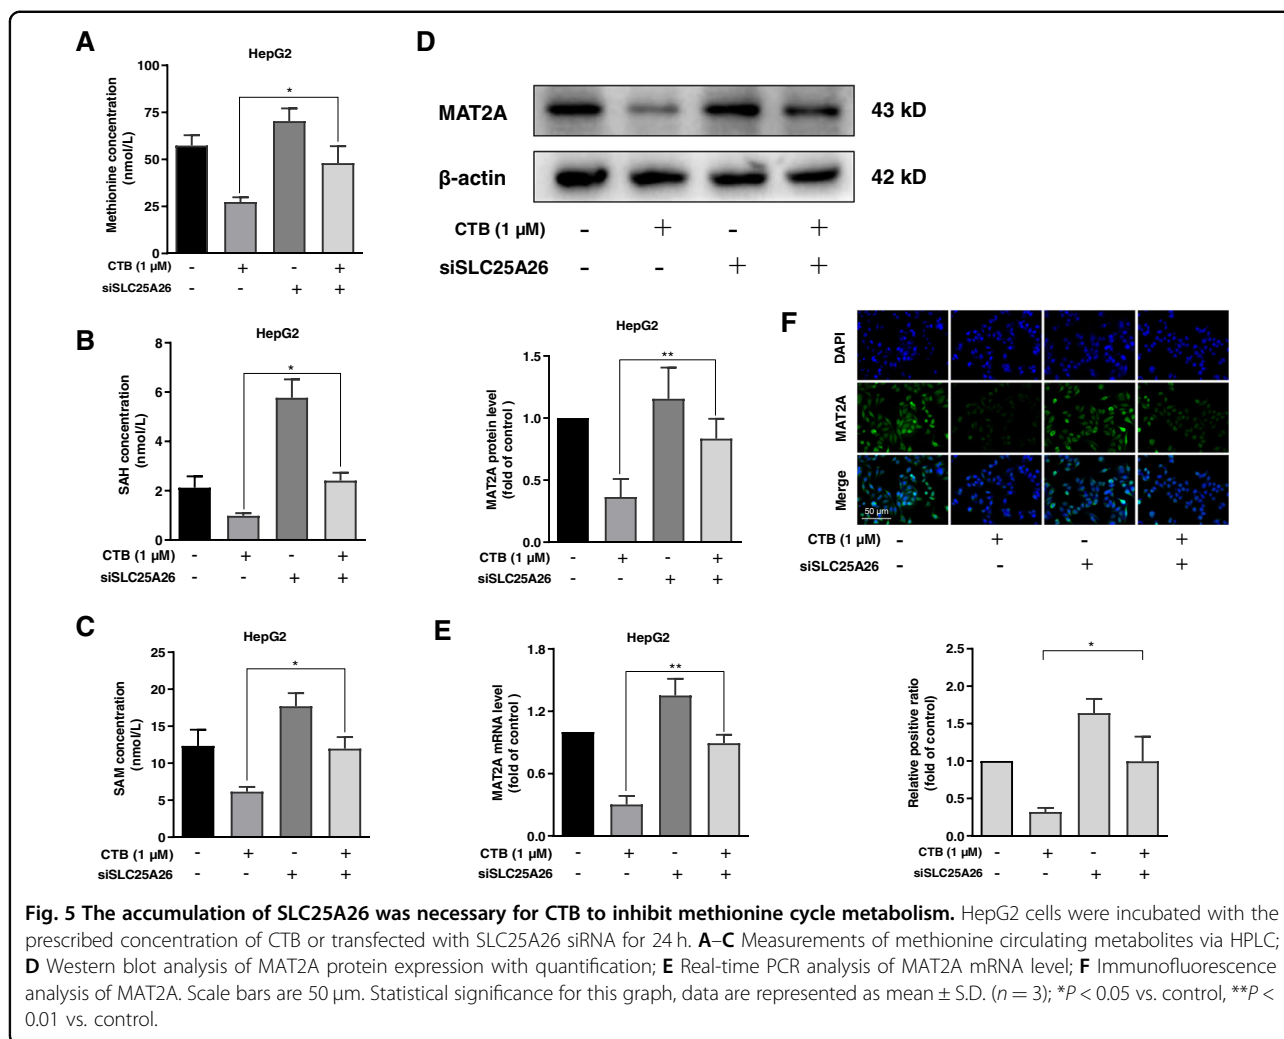 A
HepG2
Methionine concentration
(nmol/L)
100
75
50
25
0
*
CTB (1 µM) - + - +
siSLC25A26 - - + +
D
MAT2A 43 kD
β-actin 42 kD
CTB (1 µM) - + - +
siSLC25A26 - - + +
B
HepG2
SAH concentration
(nmol/L)
8
6
4
2
0
*
CTB (1 µM) - + - +
siSLC25A26 - - + +
HepG2
MAT2A protein level
(fold of control)
1.5
1.0
0.5
0.0
**
CTB (1 µM) - + - +
siSLC25A26 - - + +
F
DAPI
MAT2A
Merge
50 µm
CTB (1 µM) - + - +
siSLC25A26 - - + +
C
HepG2
SAM concentration
(nmol/L)
25
20
15
10
5
0
*
CTB (1 µM) - + - +
siSLC25A26 - - + +
E
HepG2
MAT2A mRNA level
(fold of control )
1.8
1.2
0.6
0.0
**
CTB (1 µM) - + - +
siSLC25A26 - - + +
Relative positive ratio
(fold of control)
2.5
2.0
1.5
1.0
0.5
0.0
*
CTB (1 µM) - + - +
siSLC25A26 - - + +
Fig. 5 The accumulation of SLC25A26 was necessary for CTB to inhibit methionine cycle metabolism. HepG2 cells were incubated with the
prescribed concentration of CTB or transfected with SLC25A26 siRNA for 24 h. A–C Measurements of methionine circulating metabolites via HPLC;
D Western blot analysis of MAT2A protein expression with quantification; E Real-time PCR analysis of MAT2A mRNA level; F Immunofluorescence
analysis of MAT2A. Scale bars are 50 µm. Statistical significance for this graph, data are represented as mean ± S.D. (n = 3); *P < 0.05 vs. control, **P <
0.01 vs. control.